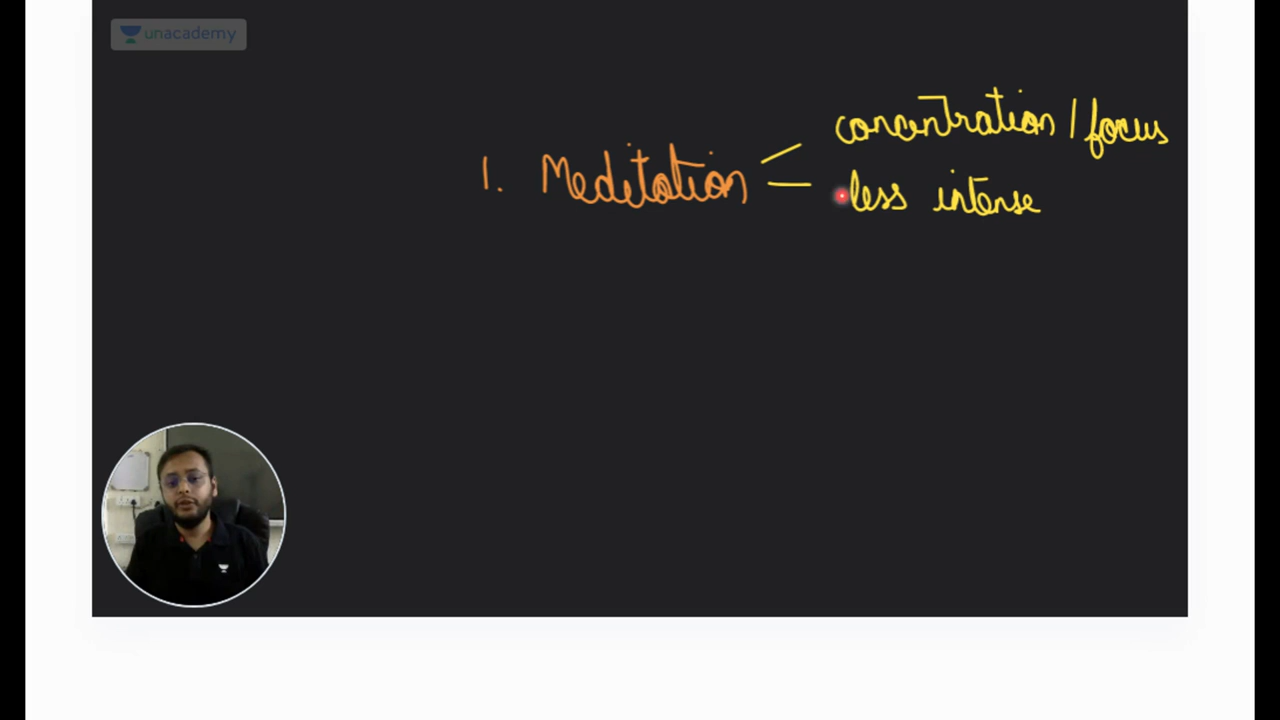 unacademy
concentration / focus
1. Meditation
less intense